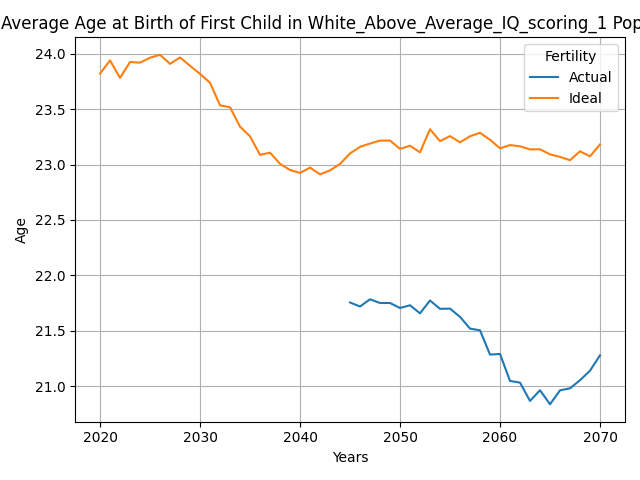 Average Age at Birth of First Child in White_Above_Average_IQ_scoring_1 Pop
Fertility
Actual
Ideal
24.0
23.5
23.0
22.5
22.0
21.5
21.0
Age
2020 2030 2040 2050 2060 2070
Years